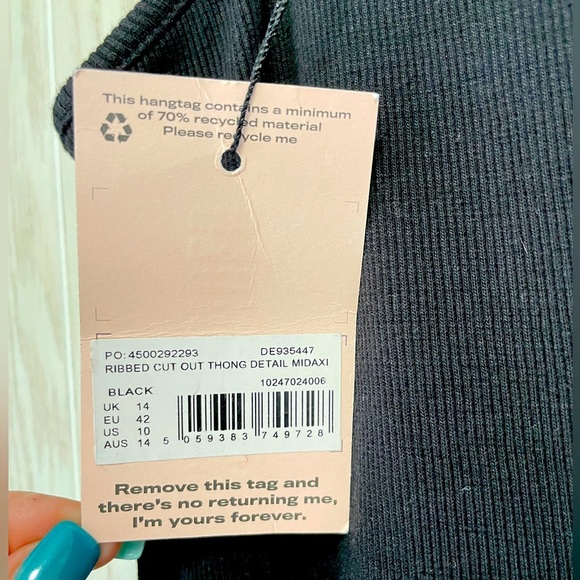 This hangtag contains a minimum
of 70% recycled material
Please recycle me
PO: 4500292293 DE935447
RIBBED CUT OUT THONG DETAIL MIDAXI
BLACK 10247024006
UK 14
EU 42
US 10
AUS 14
5 059383 749728
Remove this tag and
there's no returning me,
I'm yours forever.